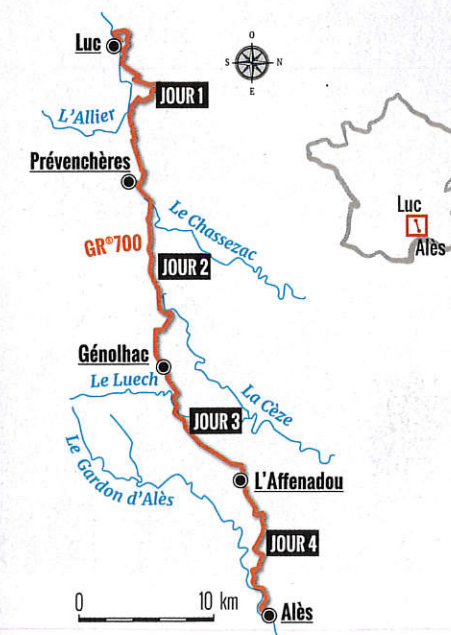 Luc
O
S
N
E
JOUR 1
L'Allier
Prévenchères
Luc
Alès
Le Chassezac
GR®700
JOUR 2
Génolhac
Le Luech
La Cèze
JOUR 3
Le Gardon d'Alès
L'Affenadou
JOUR 4
0
10 km
Alès